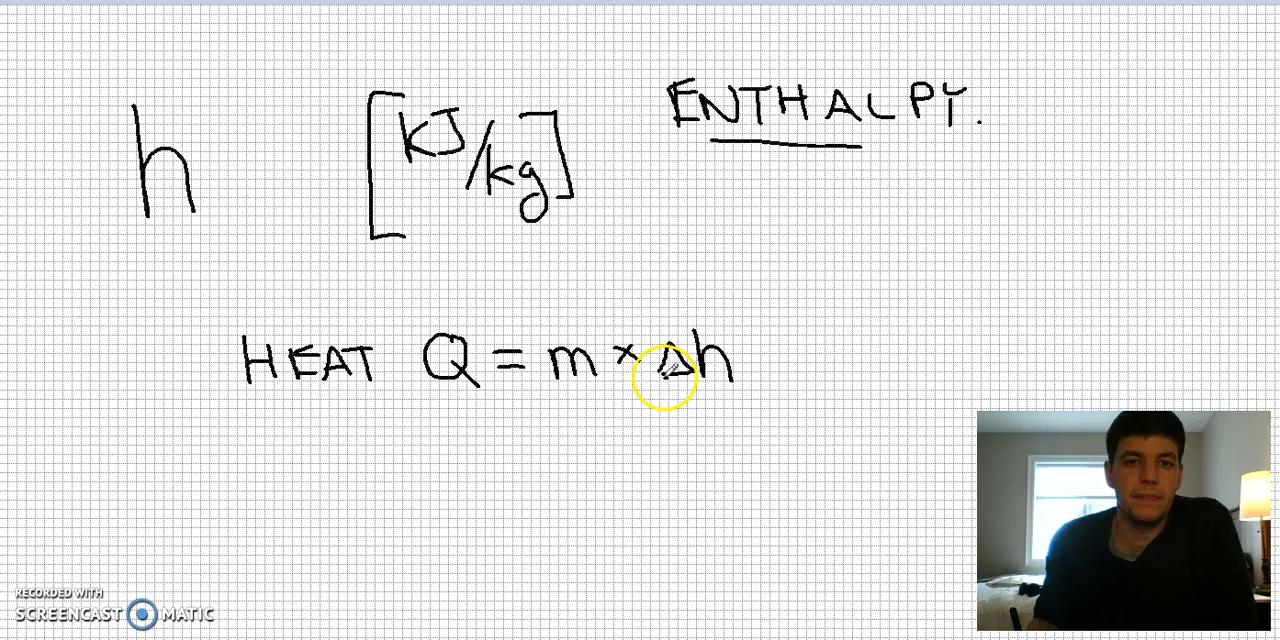 h [kJ/kg] ENTHALPY.
HEAT Q = m × Δh
RECORDED WITH
SCREENCAST MATIC